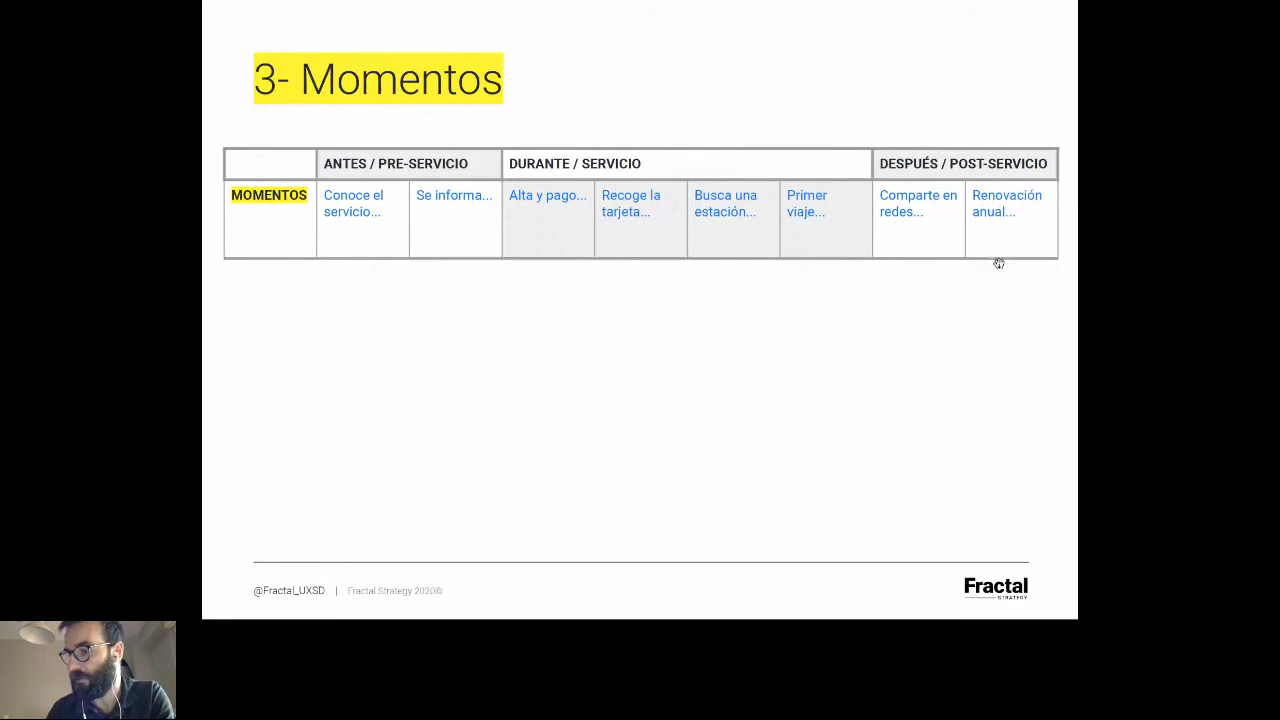 3- Momentos
ANTES / PRE-SERVICIO DURANTE / SERVICIO DESPUÉS / POST-SERVICIO
MOMENTOS Conoce el Se informa... Alta y pago... Recoge la Busca una Primer Comparte en Renovación
servicio... tarjeta... estación... viaje... redes... anual...
@Fractal_UXSD | Fractal Strategy 2020©
Fractal
STRATEGY